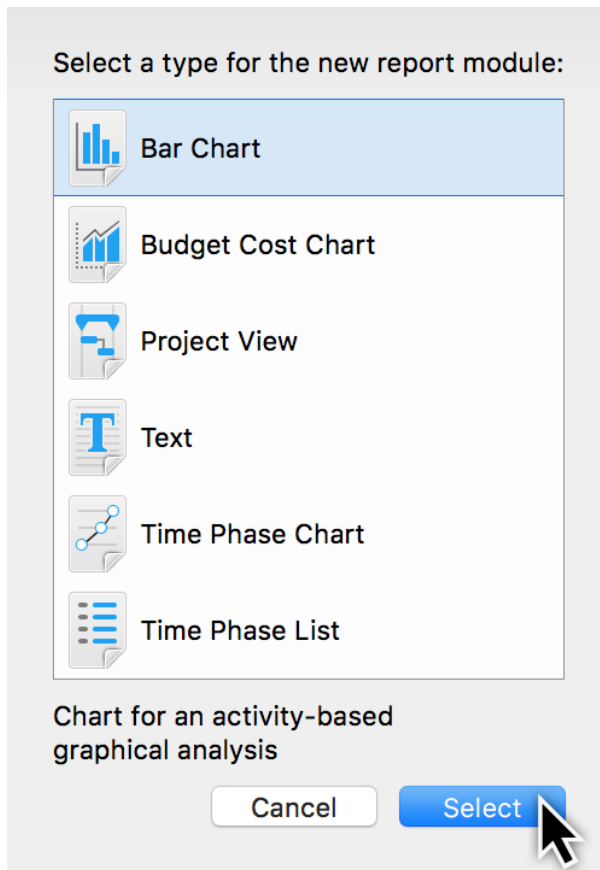 Select a type for the new report module:
Bar Chart
Budget Cost Chart
Project View
T Text
Time Phase Chart
Time Phase List
Chart for an activity-based
graphical analysis
Cancel Select